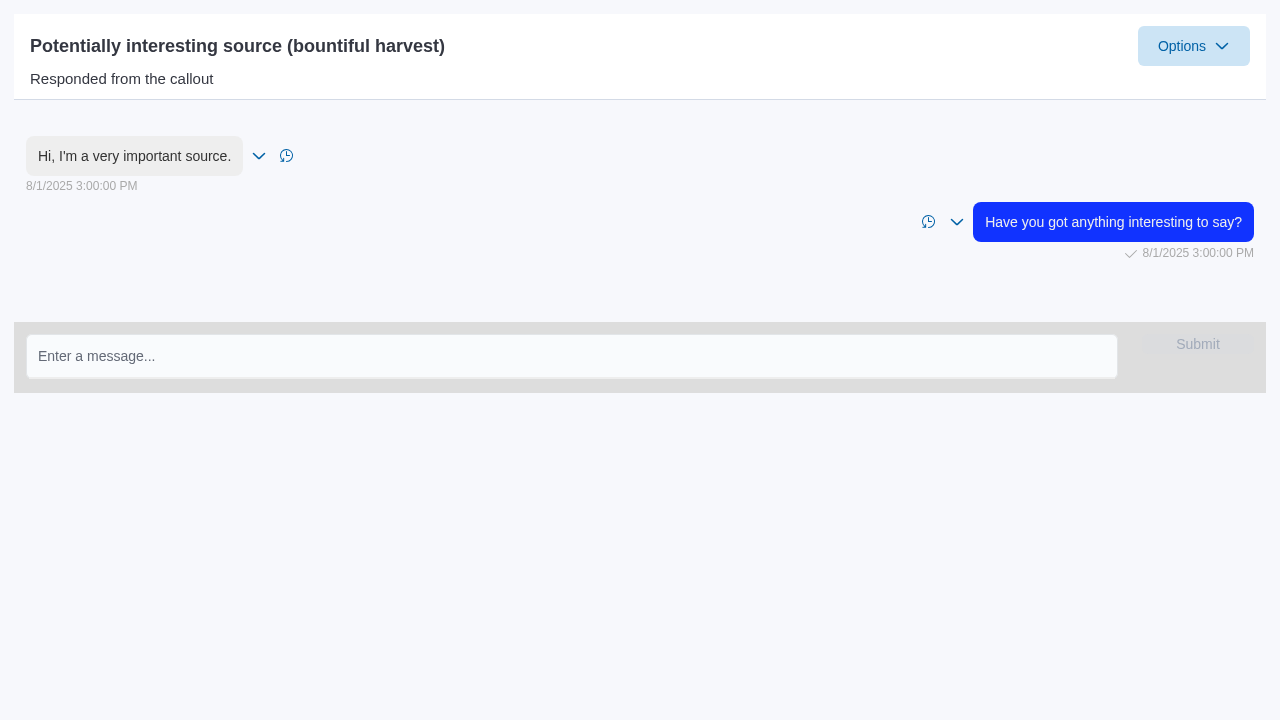 Potentially interesting source (bountiful harvest)
Options
Responded from the callout
Hi, I'm a very important source.
8/1/2025 3:00:00 PM
Have you got anything interesting to say?
8/1/2025 3:00:00 PM
Enter a message...
Submit